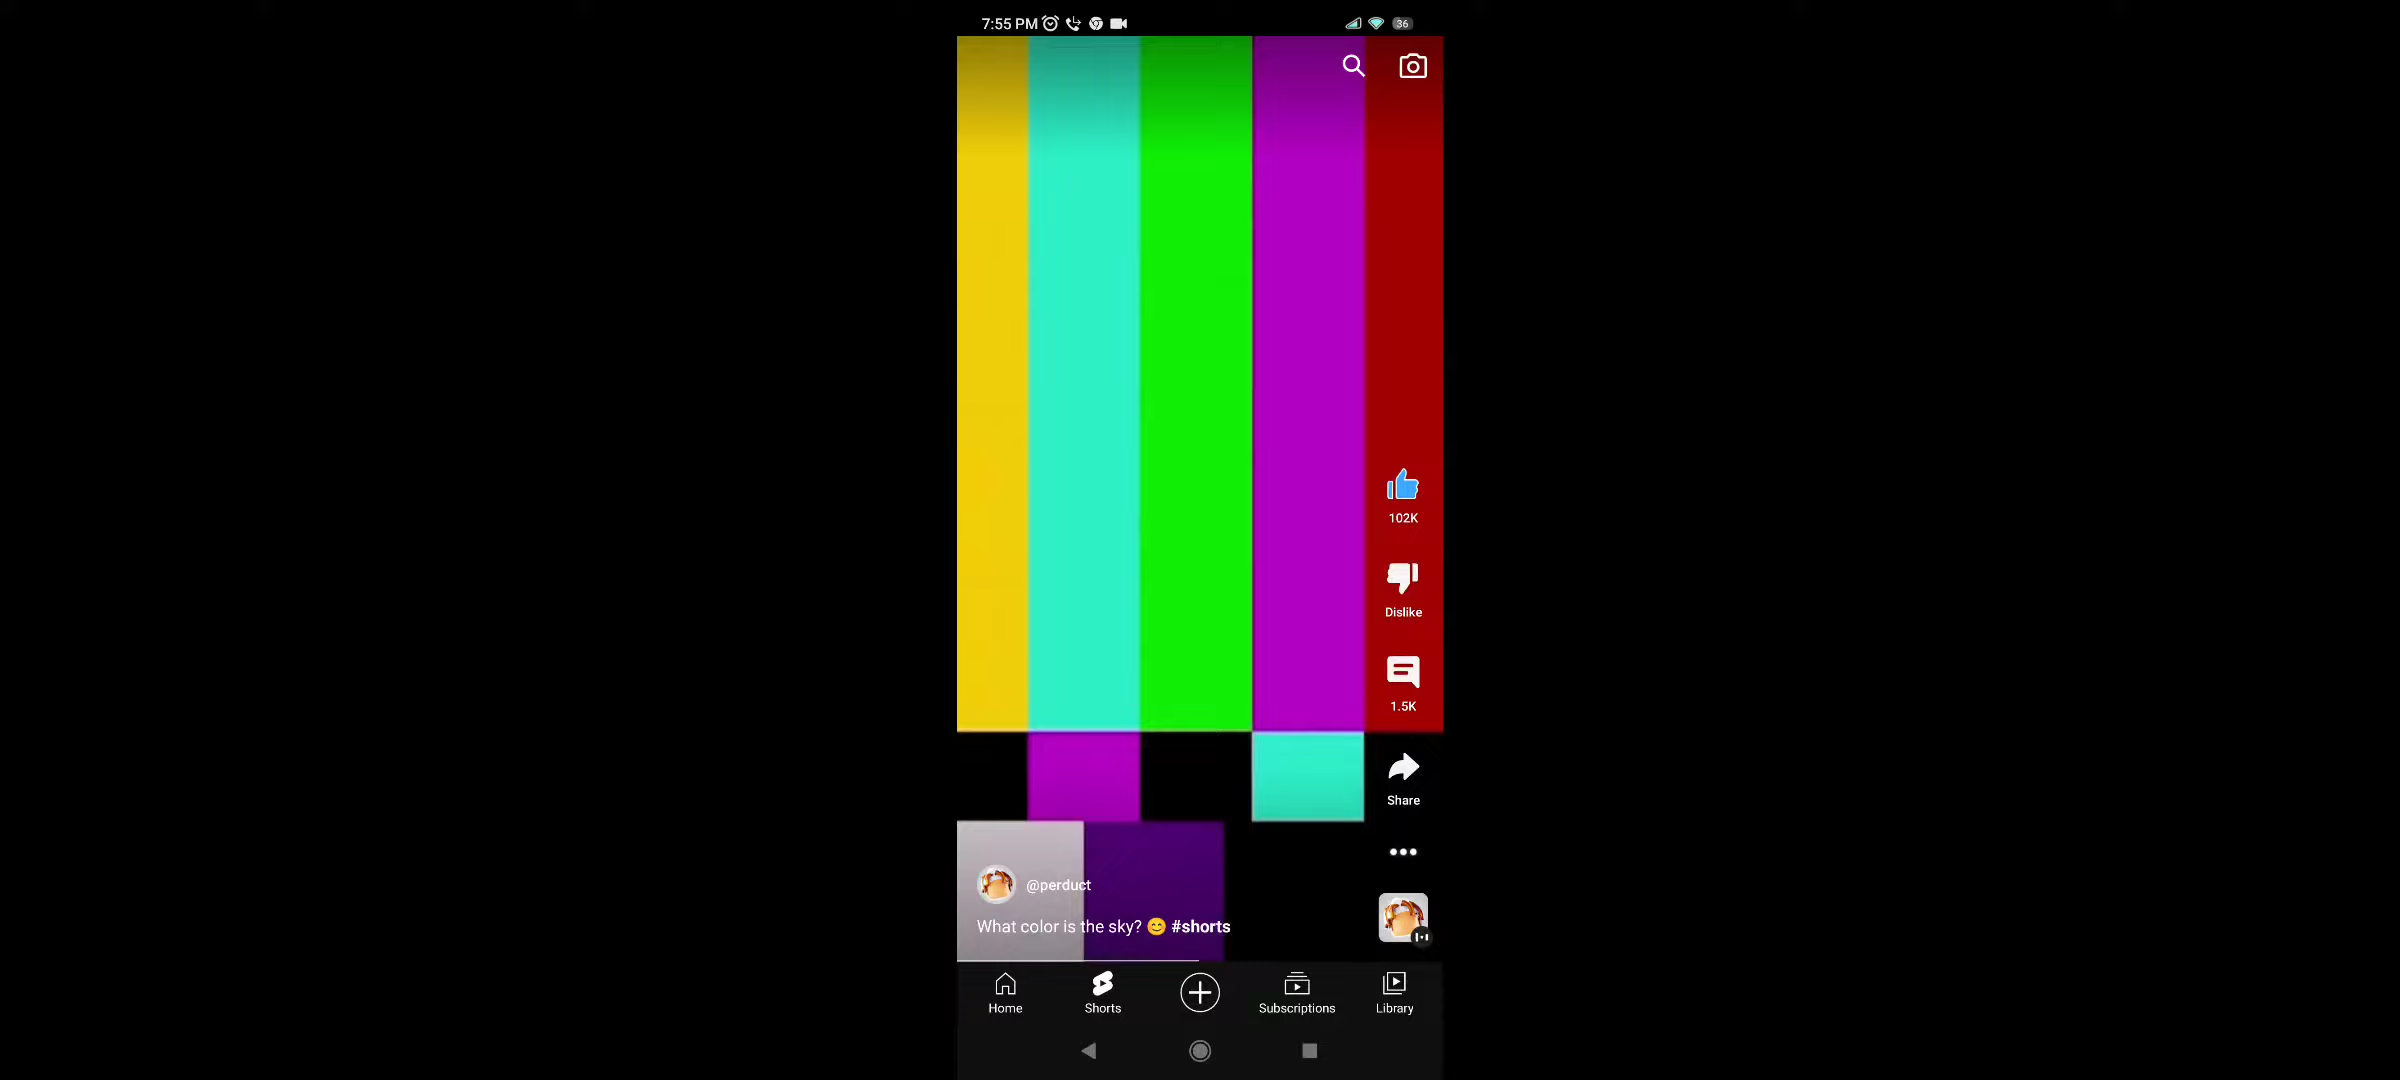 7:55 PM
36
102K
Dislike
1.5K
Share
@perduct
What color is the sky? 😊 #shorts
Home
Shorts
Subscriptions
Library